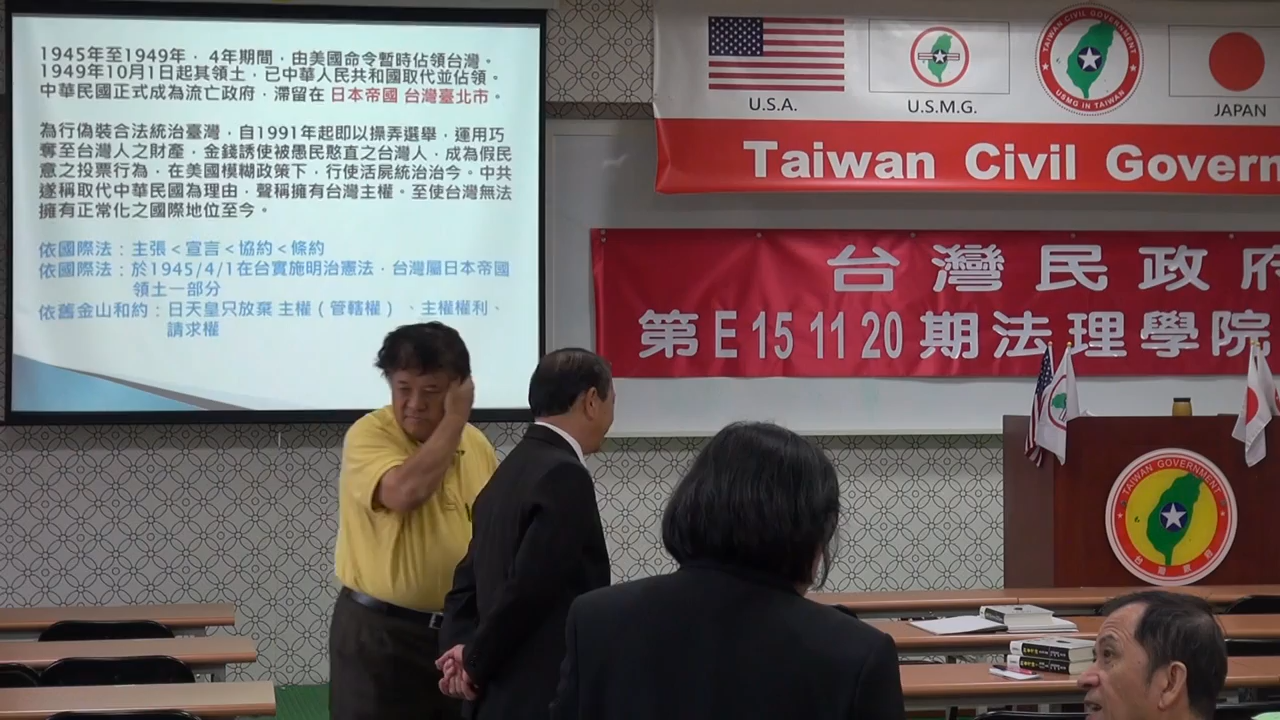 1945年至1949年， 4年期間，由美國命令暫時佔領台灣。
1949年10月1日起其領土，已中華人民共和國取代並佔領。
中華民國正式成為流亡政府，滯留在 日本帝國 台灣臺北市。
為行偽裝合法統治臺灣，自1991年起即以操弄選舉，運用巧
奪至台灣人之財產，金錢誘使被愚民憨直之台灣人，成為假民
意之投票行為，在美國模糊政策下，行使活屍統治治今。中共
遂稱取代中華民國為理由，聲稱擁有台灣主權。至使台灣無法
擁有正常化之國際地位至今。
依國際法：主張＜宣言＜協約＜條約
依國際法：於1945/4/1在台實施明治憲法，台灣屬日本帝國
領土一部分
依舊金山和約：日天皇只放棄 主權（管轄權）、主權權利、
請求權
U.S.A.
U.S.M.G.
TAIWAN CIVIL GOVERNMENT
USMG IN TAIWAN
JAPAN
Taiwan Civil Govern
台灣民政府
第E151120期法理學院
TAIWAN GOVERNMENT
台灣政府